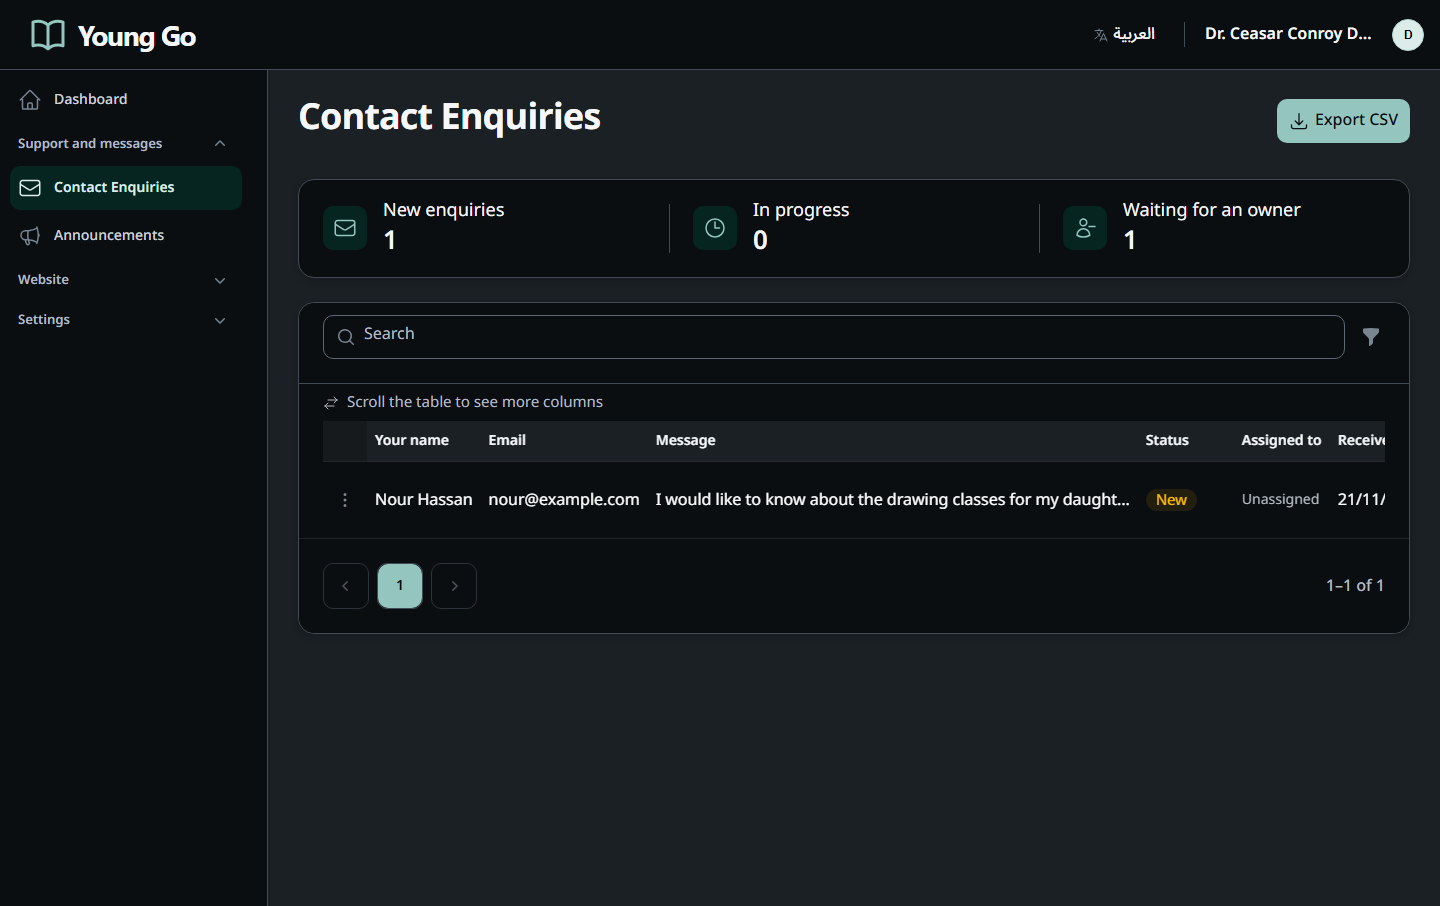 Young Go
العربية
Dr. Ceasar Conroy D...
D
Dashboard
Support and messages
Contact Enquiries
Announcements
Website
Settings
Contact Enquiries
Export CSV
New enquiries
1
In progress
0
Waiting for an owner
1
Search
Scroll the table to see more columns
Your name Email Message Status Assigned to Receive
Nour Hassan nour@example.com I would like to know about the drawing classes for my daught... New Unassigned 21/11/
1
1–1 of 1